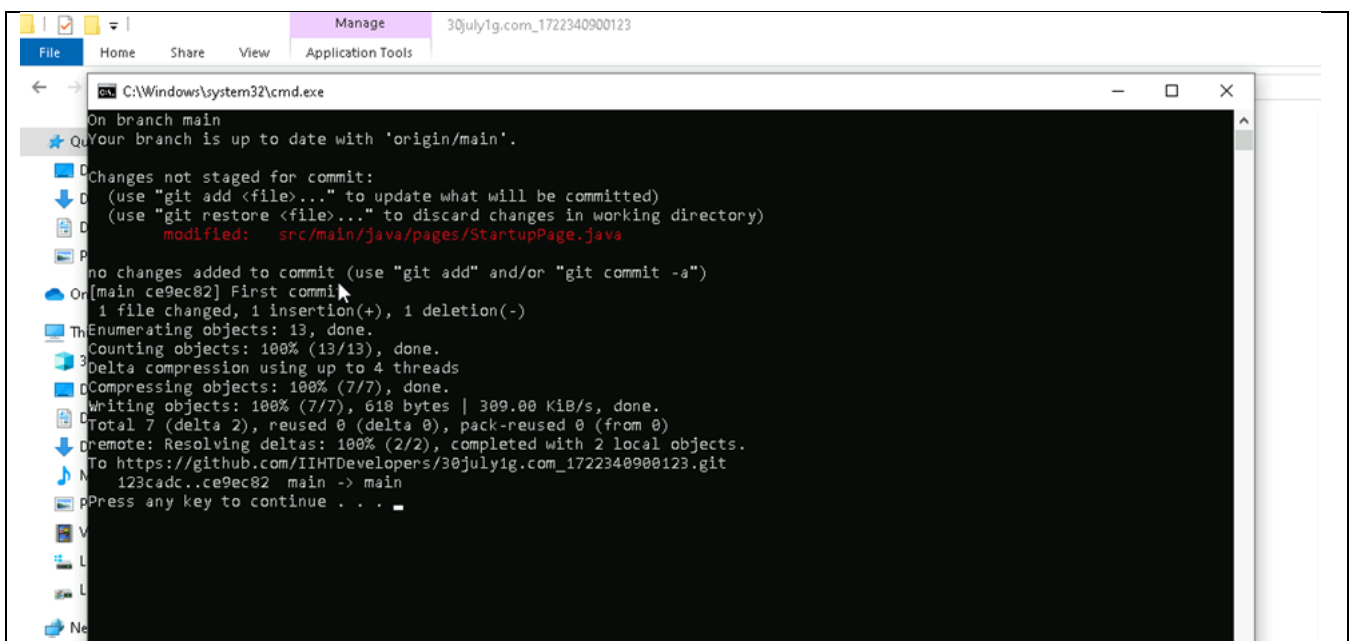 Manage
30july1g.com_1722340900123
File Home Share View Application Tools
C:\Windows\system32\cmd.exe
On branch main
Your branch is up to date with 'origin/main'.
Changes not staged for commit:
(use "git add <file>..." to update what will be committed)
(use "git restore <file>..." to discard changes in working directory)
modified: src/main/java/pages/StartupPage.java
no changes added to commit (use "git add" and/or "git commit -a")
[main ce9ec82] First commit
1 file changed, 1 insertion(+), 1 deletion(-)
Enumerating objects: 13, done.
Counting objects: 100% (13/13), done.
Delta compression using up to 4 threads
Compressing objects: 100% (7/7), done.
Writing objects: 100% (7/7), 618 bytes | 309.00 KiB/s, done.
Total 7 (delta 2), reused 0 (delta 0), pack-reused 0 (from 0)
remote: Resolving deltas: 100% (2/2), completed with 2 local objects.
To https://github.com/IIHTDevelopers/30july1g.com_1722340900123.git
123cadc..ce9ec82 main -> main
Press any key to continue . . .